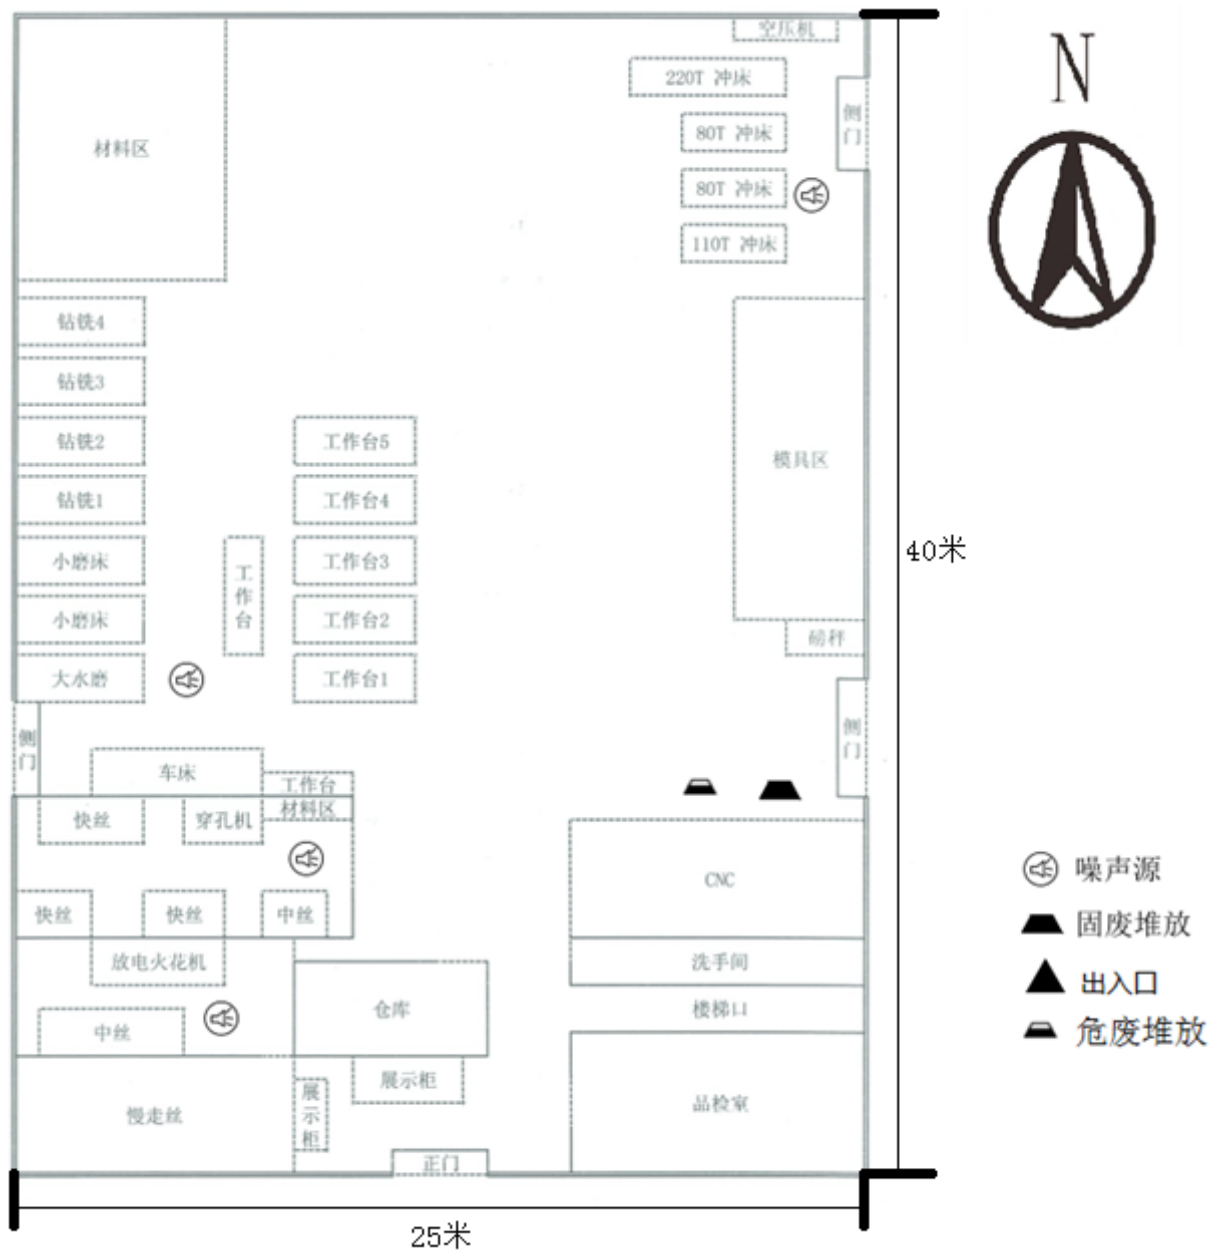 空压机
N
220T 冲床
80T 冲床
侧门
材料区
80T 冲床
110T 冲床
钻铣4
钻铣3
钻铣2
工作台5
模具区
钻铣1
工作台4
40米
小磨床
工作台
工作台3
小磨床
工作台2
磅秤
大水磨
工作台1
侧门
侧门
车床
工作台
材料区
快丝
穿孔机
CNC
噪声源
快丝
快丝
中丝
固废堆放
放电火花机
洗手间
出入口
仓库
楼梯口
中丝
危废堆放
展示柜
慢走丝
展示柜
品检室
正门
25米